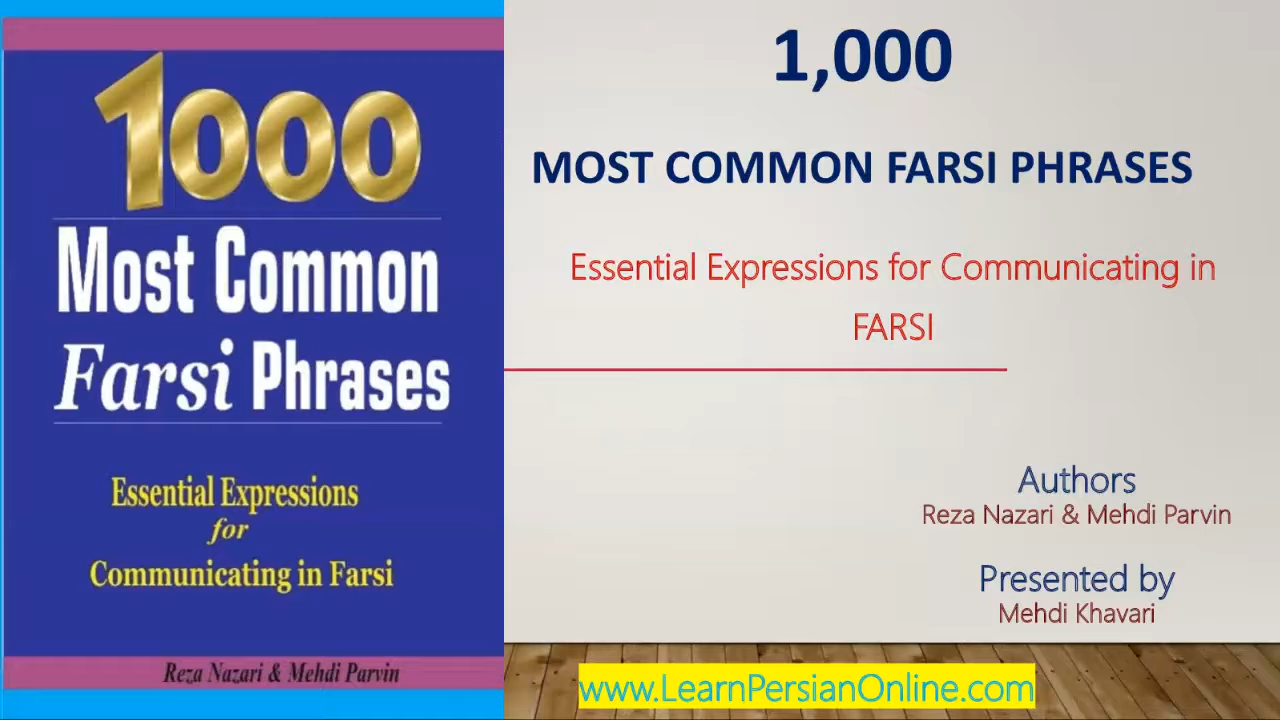 1000
Most Common
Farsi Phrases
Essential Expressions
for
Communicating in Farsi
Reza Nazari & Mehdi Parvin
1,000
MOST COMMON FARSI PHRASES
Essential Expressions for Communicating in
FARSI
Authors
Reza Nazari & Mehdi Parvin
Presented by
Mehdi Khavari
www.LearnPersianOnline.com